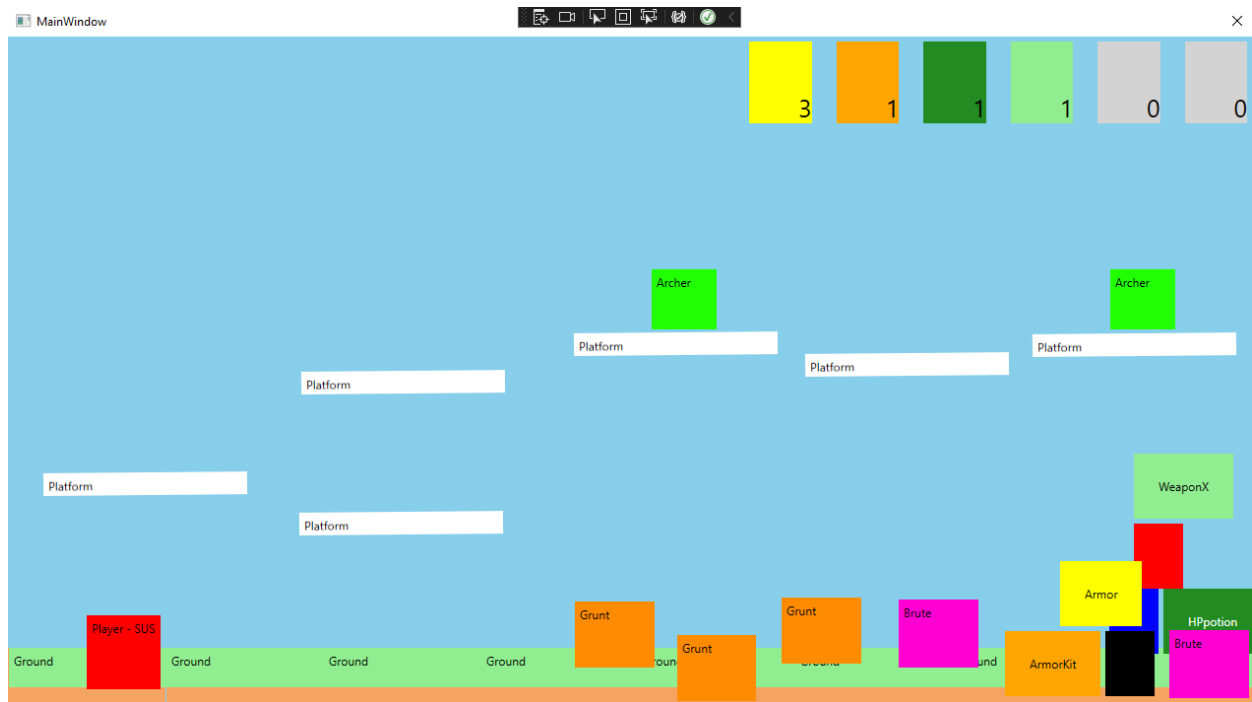 MainWindow
3
1
1
1
0
0
Archer
Archer
Platform
Platform
Platform
Platform
WeaponX
Platform
Platform
Armor
Grunt
Grunt
Brute
HPpotion
Player - SUS
Grunt
Brute
Ground
Ground
Ground
Ground
ArmorKit